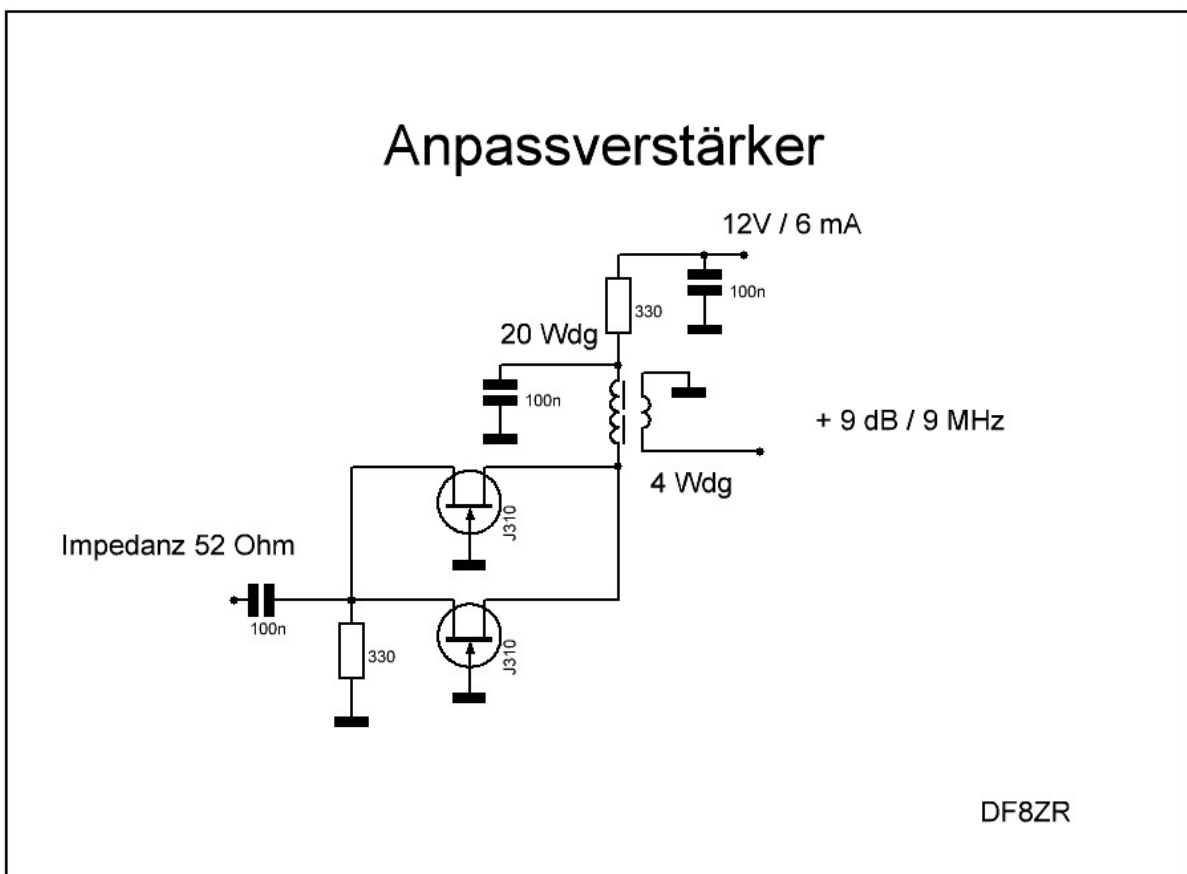 Anpassverstärker
12V / 6 mA
100n
330
20 Wdg
100n
+ 9 dB / 9 MHz
4 Wdg
J310
Impedanz 52 Ohm
100n
330
J310
DF8ZR